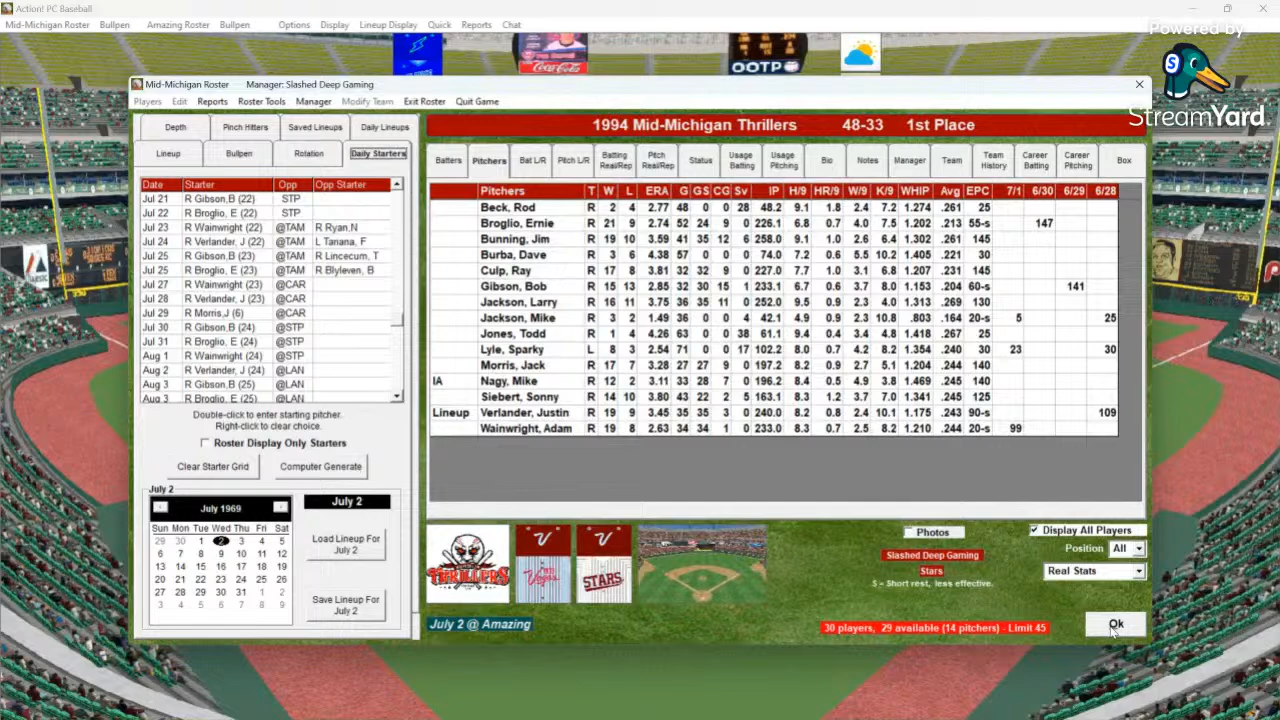 Action! PC Baseball
Mid-Michigan Roster Bullpen Amazing Roster Bullpen Options Display Lineup Display Quick Reports Chat
Powered by
StreamYard
Coca-Cola
OOTP
Mid-Michigan Roster Manager: Slashed Deep Gaming
Players Edit Reports Roster Tools Manager Modify Team Exit Roster Quit Game
Depth Pinch Hitters Saved Lineups Daily Lineups
Lineup Bullpen Rotation Daily Starters
1994 Mid-Michigan Thrillers 48-33 1st Place
Batters Pitchers Bat L/R Pitch L/R Batting Real/Rep Pitch Real/Rep Status Usage Batting Usage Pitching Bio Notes Manager Team Team History Career Batting Career Pitching Box
Date Starter Opp Opp Starter
Jul 21 R Gibson,B (22) STP
Jul 22 R Broglio, E (22) STP
Jul 23 R Wainwright (22) @TAM R Ryan,N
Jul 24 R Verlander, J (22) @TAM L Tanana, F
Jul 25 R Gibson,B (23) @TAM R Lincecum, T
Jul 25 R Broglio, E (23) @TAM R Blyleven, B
Jul 27 R Wainwright (23) @CAR
Jul 28 R Verlander, J (23) @CAR
Jul 29 R Morris,J (6) @CAR
Jul 30 R Gibson,B (24) @STP
Jul 31 R Broglio, E (24) @STP
Aug 1 R Wainwright (24) @STP
Aug 2 R Verlander, J (24) @LAN
Aug 3 R Gibson,B (25) @LAN
Aug 3 R Broglio, E (25) @LAN
Double-click to enter starting pitcher.
Right-click to clear choice.
Roster Display Only Starters
Clear Starter Grid Computer Generate
July 2
July 1969
Sun Mon Tue Wed Thu Fri Sat
29 30 1 2 3 4 5
6 7 8 9 10 11 12
13 14 15 16 17 18 19
20 21 22 23 24 25 26
27 28 29 30 31 1 2
3 4 5 6 7 8 9
July 2
Load Lineup For July 2
Save Lineup For July 2
Pitchers T W L ERA G GS CG Sv IP H/9 HR/9 W/9 K/9 WHIP Avg EPC 7/1 6/30 6/29 6/28
Beck, Rod R 2 4 2.77 48 0 0 28 48.2 9.1 1.8 2.4 7.2 1.274 .261 25
Broglio, Ernie R 21 9 2.74 52 24 9 0 226.1 6.8 0.7 4.0 7.5 1.202 .213 55-s 147
Bunning, Jim R 19 10 3.59 41 35 12 6 258.0 9.1 1.0 2.6 6.4 1.302 .261 145
Burba, Dave R 3 6 4.38 57 0 0 0 74.0 7.2 0.6 5.5 10.2 1.405 .221 30
Culp, Ray R 17 8 3.81 32 32 9 0 227.0 7.7 1.0 3.1 6.8 1.207 .231 145
Gibson, Bob R 15 13 2.85 32 30 15 1 233.1 6.7 0.6 3.7 8.0 1.153 .204 60-s 141
Jackson, Larry R 16 11 3.75 36 35 11 0 252.0 9.5 0.9 2.3 4.0 1.313 .269 130
Jackson, Mike R 3 2 1.49 36 0 0 4 42.1 4.9 0.9 2.3 10.8 .803 .164 20-s 5 25
Jones, Todd R 1 4 4.26 63 0 0 38 61.1 9.4 0.4 3.4 4.8 1.418 .267 25
Lyle, Sparky L 8 3 2.54 71 0 0 17 102.2 8.0 0.7 4.2 8.2 1.354 .240 30 23 30
Morris, Jack R 17 7 3.28 27 27 9 0 197.2 8.2 0.9 2.7 5.1 1.204 .244 140
IA Nagy, Mike R 12 2 3.11 33 28 7 0 196.2 8.4 0.5 4.9 3.8 1.469 .245 140
Siebert, Sonny R 14 10 3.80 43 22 2 5 163.1 8.3 1.2 3.7 7.0 1.341 .245 125
Lineup Verlander, Justin R 19 9 3.45 35 35 3 0 240.0 8.2 0.8 2.4 10.1 1.175 .243 90-s 109
Wainwright, Adam R 19 8 2.63 34 34 1 0 233.0 8.3 0.7 2.5 8.2 1.210 .244 20-s 99
THRILLERS
V
V
STARS
Photos
Slashed Deep Gaming
Stars
S = Short rest, less effective.
Display All Players
Position All
Real Stats
July 2 @ Amazing
30 players, 29 available (14 pitchers) - Limit 45
Ok